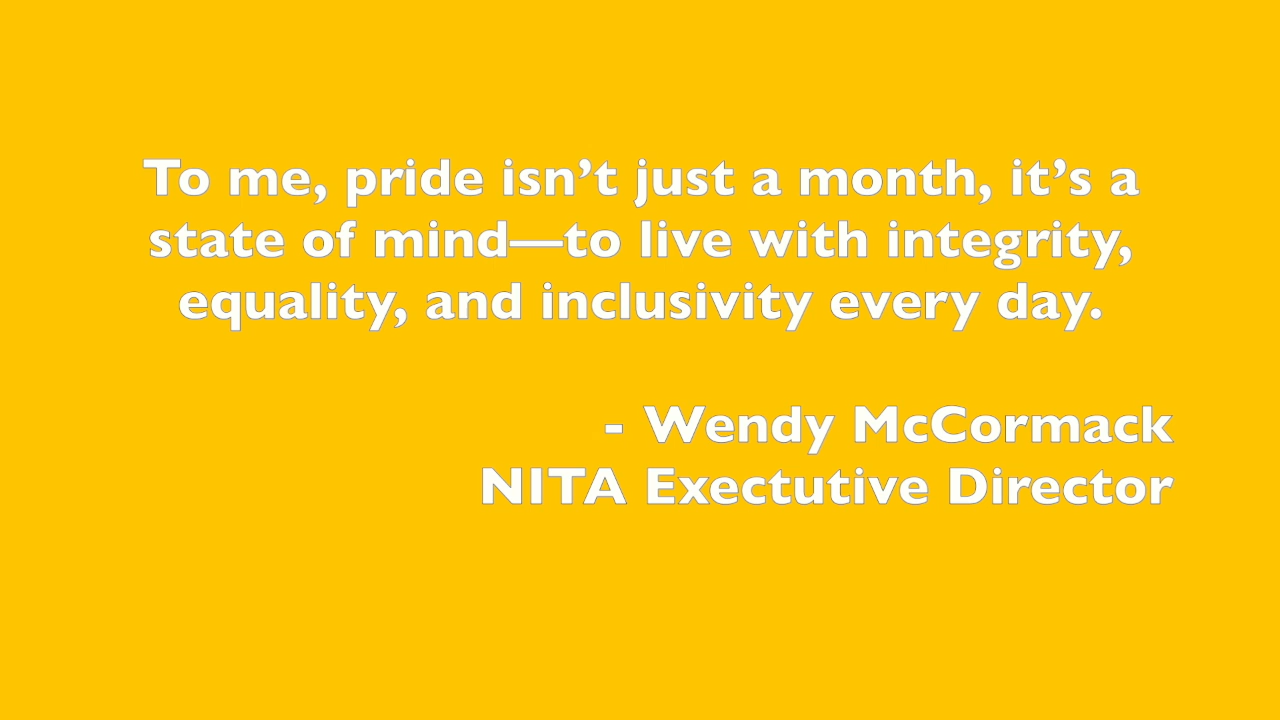 To me, pride isn’t just a month, it’s a
state of mind—to live with integrity,
equality, and inclusivity every day.
- Wendy McCormack
NITA Exectutive Director